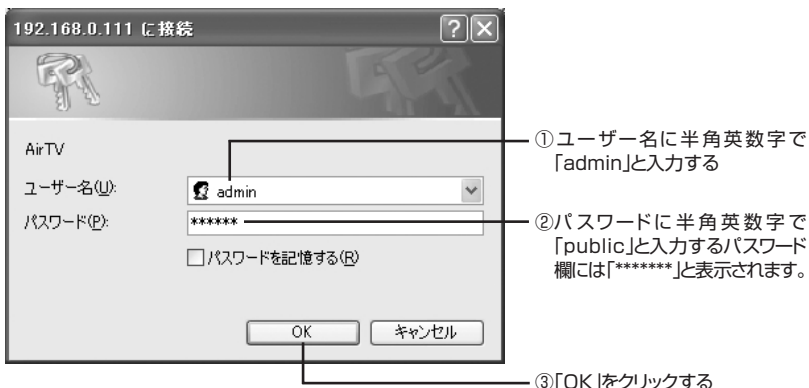 192.168.0.111 に接続
AirTV
ユーザー名(U):
admin
パスワード(P):
******
パスワードを記憶する(R)
OK
キャンセル
①ユーザー名に半角英数字で
「admin」と入力する
②パスワードに半角英数字で
「public」と入力するパスワード
欄には「*******」と表示されます。
③「OK」をクリックする